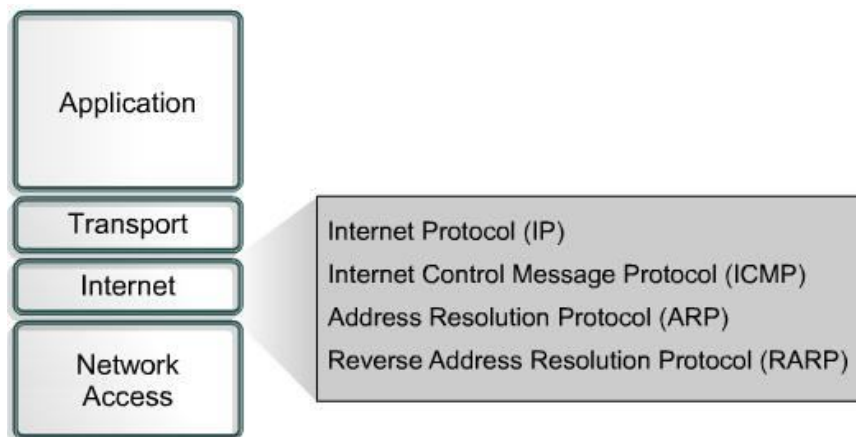 Application
Transport
Internet
Network
Access
Internet Protocol (IP)
Internet Control Message Protocol (ICMP)
Address Resolution Protocol (ARP)
Reverse Address Resolution Protocol (RARP)